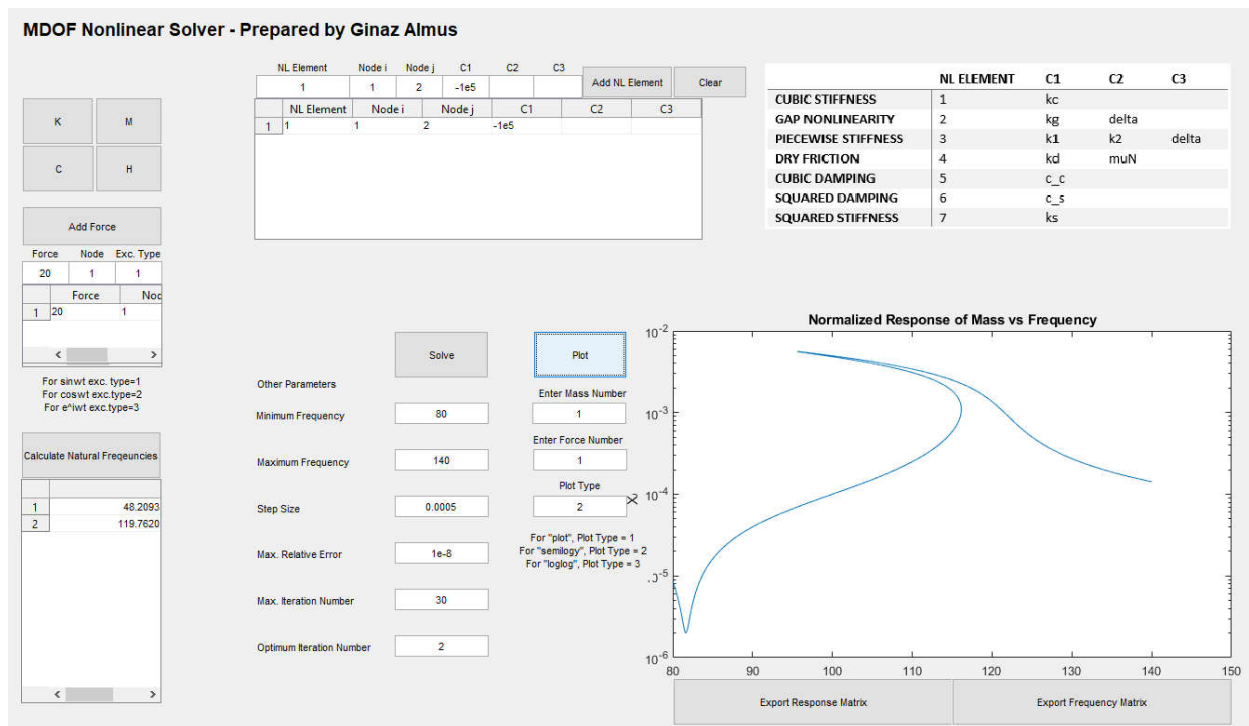 MDOF Nonlinear Solver - Prepared by Ginaz Almus
NL Element Node i Node j C1 C2 C3
1 1 2 -1e5
Add NL Element
Clear
NL Element Node i Node j C1 C2 C3
1 1 1 2 -1e5
NL ELEMENT C1 C2 C3
CUBIC STIFFNESS 1 kc
GAP NONLINEARITY 2 kg delta
PIECEWISE STIFFNESS 3 k1 k2 delta
DRY FRICTION 4 kd muN
CUBIC DAMPING 5 c_c
SQUARED DAMPING 6 c_s
SQUARED STIFFNESS 7 ks
K M
C H
Add Force
Force Node Exc. Type
20 1 1
Force Noc
1 20 1
< >
For sinwt exc. type=1
For coswt exc.type=2
For e^iwt exc.type=3
Calculate Natural Freqeuncies
1 48.2093
2 119.7620
< >
Solve
Other Parameters
Minimum Frequency 80
Maximum Frequency 140
Step Size 0.0005
Max. Relative Error 1e-8
Max. Iteration Number 30
Optimum Iteration Number 2
Plot
Enter Mass Number
1
Enter Force Number
1
Plot Type
2
For "plot", Plot Type = 1
For "semilogy", Plot Type = 2
For "loglog", Plot Type = 3
Normalized Response of Mass vs Frequency
10^-2
10^-3
10^-4
.0^-5
10^-6
80 90 100 110 120 130 140 150
Export Response Matrix
Export Frequency Matrix